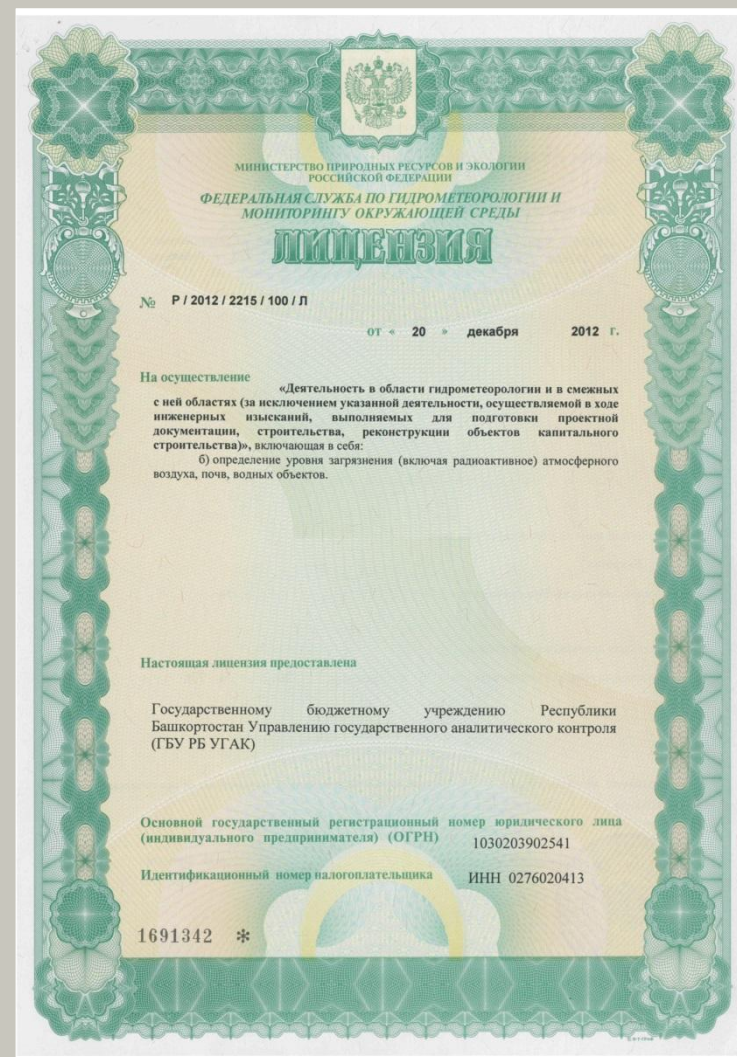 МИНИСТЕРСТВО ПРИРОДНЫХ РЕСУРСОВ И ЭКОЛОГИИ
РОССИЙСКОЙ ФЕДЕРАЦИИ
ФЕДЕРАЛЬНАЯ СЛУЖБА ПО ГИДРОМЕТЕОРОЛОГИИ И
МОНИТОРИНГУ ОКРУЖАЮЩЕЙ СРЕДЫ
ЛИЦЕНЗИЯ
№ Р / 2012 / 2215 / 100 / Л
от « 20 » декабря 2012 г.
На осуществление
«Деятельность в области гидрометеорологии и в смежных
с ней областях (за исключением указанной деятельности, осуществляемой в ходе
инженерных изысканий, выполняемых для подготовки проектной
документации, строительства, реконструкции объектов капитального
строительства)», включающая в себя:
б) определение уровня загрязнения (включая радиоактивное) атмосферного
воздуха, почв, водных объектов.
Настоящая лицензия предоставлена
Государственному бюджетному учреждению Республики
Башкортостан Управлению государственного аналитического контроля
(ГБУ РБ УГАК)
Основной государственный регистрационный номер юридического лица
(индивидуального предпринимателя) (ОГРН) 1030203902541
Идентификационный номер налогоплательщика ИНН 0276020413
1691342 *